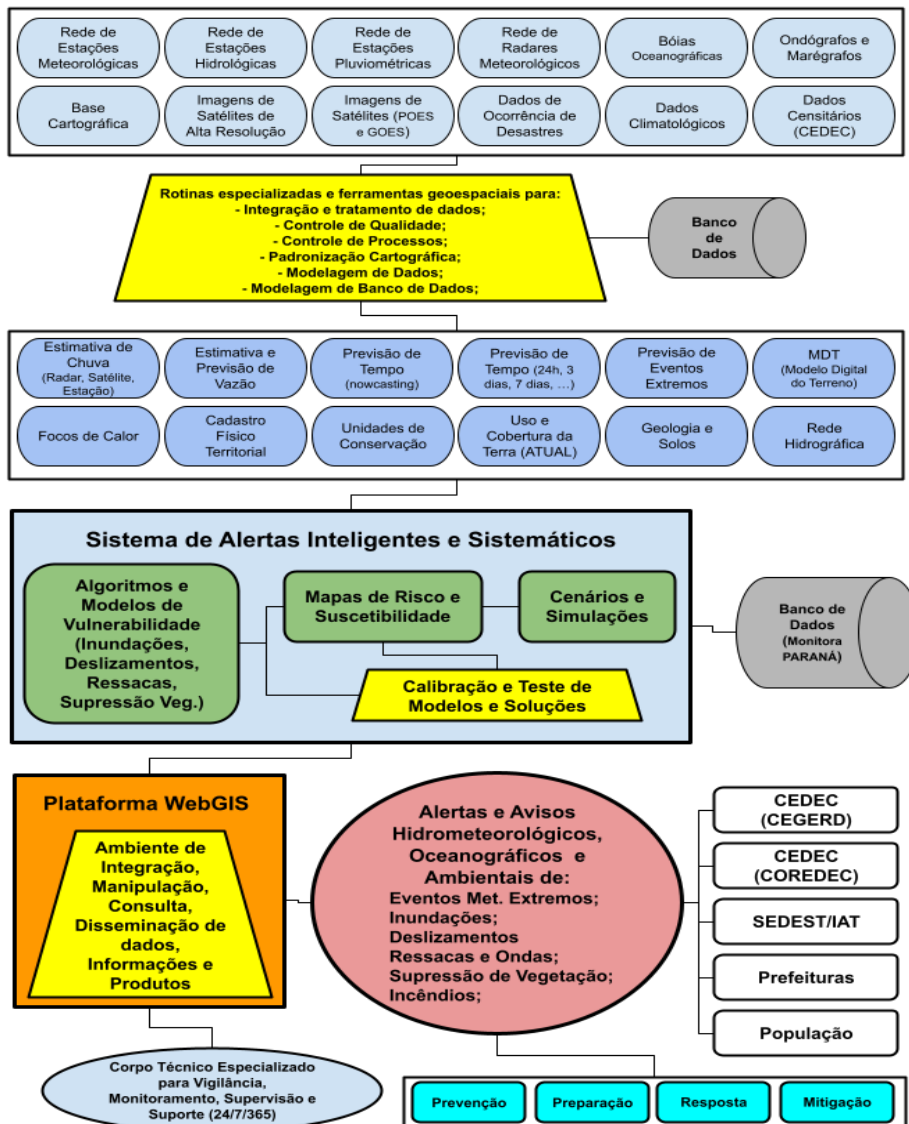 Rede de
Estações
Meteorológicas
Rede de
Estações
Hidrológicas
Rede de
Estações
Pluviométricas
Rede de
Radares
Meteorológicos
Bóias
Oceanográficas
Ondógrafos e
Marégrafos
Base
Cartográfica
Imagens de
Satélites de
Alta Resolução
Imagens de
Satélites (POES
e GOES)
Dados de
Ocorrência de
Desastres
Dados
Climatológicos
Dados
Censitários
(CEDEC)
Rotinas especializadas e ferramentas geoespaciais para:
- Integração e tratamento de dados;
- Controle de Qualidade;
- Controle de Processos;
- Padronização Cartográfica;
- Modelagem de Dados;
- Modelagem de Banco de Dados;
Banco
de
Dados
Estimativa de
Chuva
(Radar, Satélite,
Estação)
Estimativa e
Previsão de
Vazão
Previsão de
Tempo
(nowcasting)
Previsão de
Tempo (24h, 3
dias, 7 dias, ...)
Previsão de
Eventos
Extremos
MDT
(Modelo Digital
do Terreno)
Focos de Calor
Cadastro
Físico
Territorial
Unidades de
Conservação
Uso e
Cobertura da
Terra (ATUAL)
Geologia e
Solos
Rede
Hidrográfica
Sistema de Alertas Inteligentes e Sistemáticos
Algoritmos e
Modelos de
Vulnerabilidade
(Inundações,
Deslizamentos,
Ressacas,
Supressão Veg.)
Mapas de Risco e
Suscetibilidade
Cenários e
Simulações
Calibração e Teste de
Modelos e Soluções
Banco de
Dados
(Monitora
PARANÁ)
Plataforma WebGIS
Ambiente de
Integração,
Manipulação,
Consulta,
Disseminação de
dados,
Informações e
Produtos
Alertas e Avisos
Hidrometeorológicos,
Oceanográficos e
Ambientais de:
Eventos Met. Extremos;
Inundações;
Deslizamentos
Ressacas e Ondas;
Supressão de Vegetação;
Incêndios;
CEDEC
(CEGERD)
CEDEC
(COREDEC)
SEDEST/IAT
Prefeituras
População
Corpo Técnico Especializado
para Vigilância,
Monitoramento, Supervisão e
Suporte (24/7/365)
Prevenção
Preparação
Resposta
Mitigação